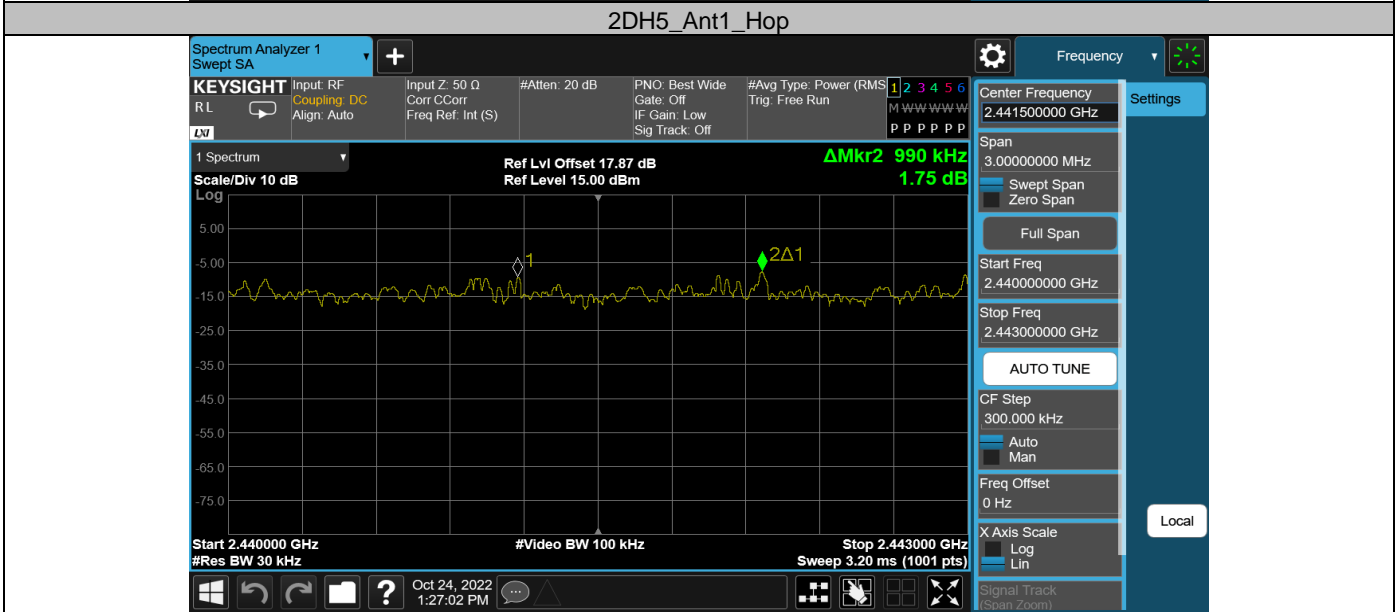 2DH5_Ant1_Hop
Spectrum Analyzer 1
Swept SA
+
Frequency
KEYSIGHT
R L
LXI
Input: RF
Coupling: DC
Align: Auto
Input Z: 50 Ω
Corr CCorr
Freq Ref: Int (S)
#Atten: 20 dB
PNO: Best Wide
Gate: Off
IF Gain: Low
Sig Track: Off
#Avg Type: Power (RMS
Trig: Free Run
1 2 3 4 5 6
M W W W W W
P P P P P P
1 Spectrum
Scale/Div 10 dB
Log
Ref Lvl Offset 17.87 dB
Ref Level 15.00 dBm
ΔMkr2 990 kHz
1.75 dB
5.00
-5.00
-15.0
-25.0
-35.0
-45.0
-55.0
-65.0
-75.0
1
2Δ1
Start 2.440000 GHz
#Res BW 30 kHz
#Video BW 100 kHz
Stop 2.443000 GHz
Sweep 3.20 ms (1001 pts)
Center Frequency
2.441500000 GHz
Span
3.00000000 MHz
Swept Span
Zero Span
Full Span
Start Freq
2.440000000 GHz
Stop Freq
2.443000000 GHz
AUTO TUNE
CF Step
300.000 kHz
Auto
Man
Freq Offset
0 Hz
X Axis Scale
Log
Lin
Signal Track
(Span Zoom)
Settings
Local
?
Oct 24, 2022
1:27:02 PM